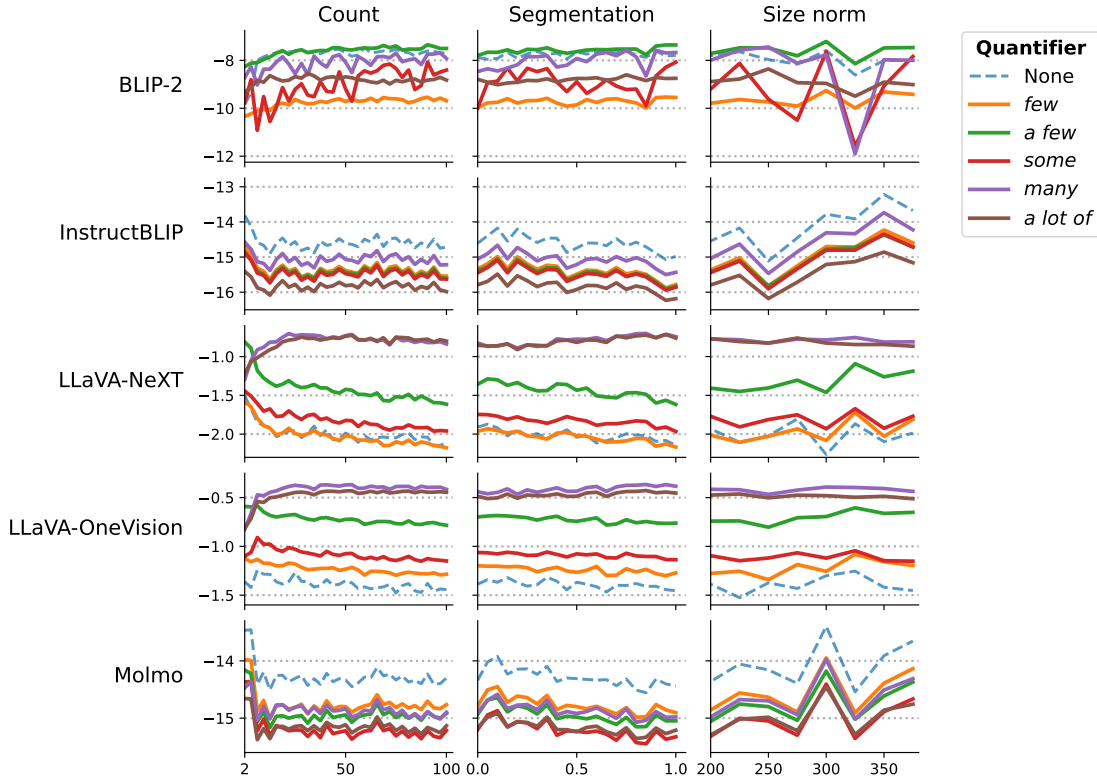 Count Segmentation Size norm
BLIP-2
−8
−10
−12
InstructBLIP
−13
−14
−15
−16
LLaVA-NeXT
−1.0
−1.5
−2.0
LLaVA-OneVision
−0.5
−1.0
−1.5
Molmo
−14
−15
2 50 100 0.0 0.5 1.0 200 250 300 350
Quantifier
None
few
a few
some
many
a lot of